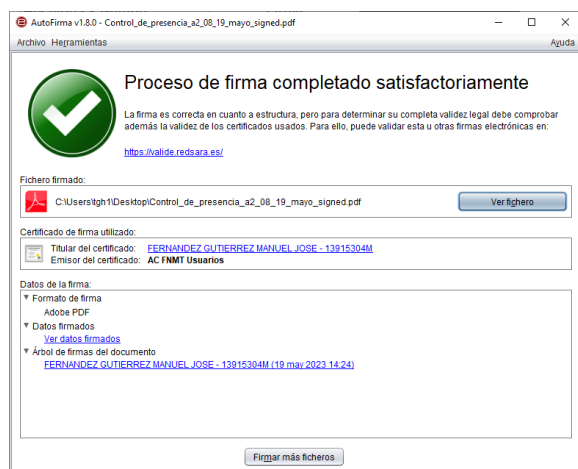 AutoFirma v1.8.0 - Control_de_presencia_a2_08_19_mayo_signed.pdf
Archivo Herramientas Ayuda
Proceso de firma completado satisfactoriamente
La firma es correcta en cuanto a estructura, pero para determinar su completa validez legal debe comprobar
además la validez de los certificados usados. Para ello, puede validar esta u otras firmas electrónicas en:
https://valide.redsara.es/
Fichero firmado:
C:\Users\tgh1\Desktop\Control_de_presencia_a2_08_19_mayo_signed.pdf Ver fichero
Certificado de firma utilizado:
Titular del certificado: FERNANDEZ GUTIERREZ MANUEL JOSE - 13915304M
Emisor del certificado: AC FNMT Usuarios
Datos de la firma:
Formato de firma
Adobe PDF
Datos firmados
Ver datos firmados
Árbol de firmas del documento
FERNANDEZ GUTIERREZ MANUEL JOSE - 13915304M (19 may 2023 14:24)
Firmar más ficheros